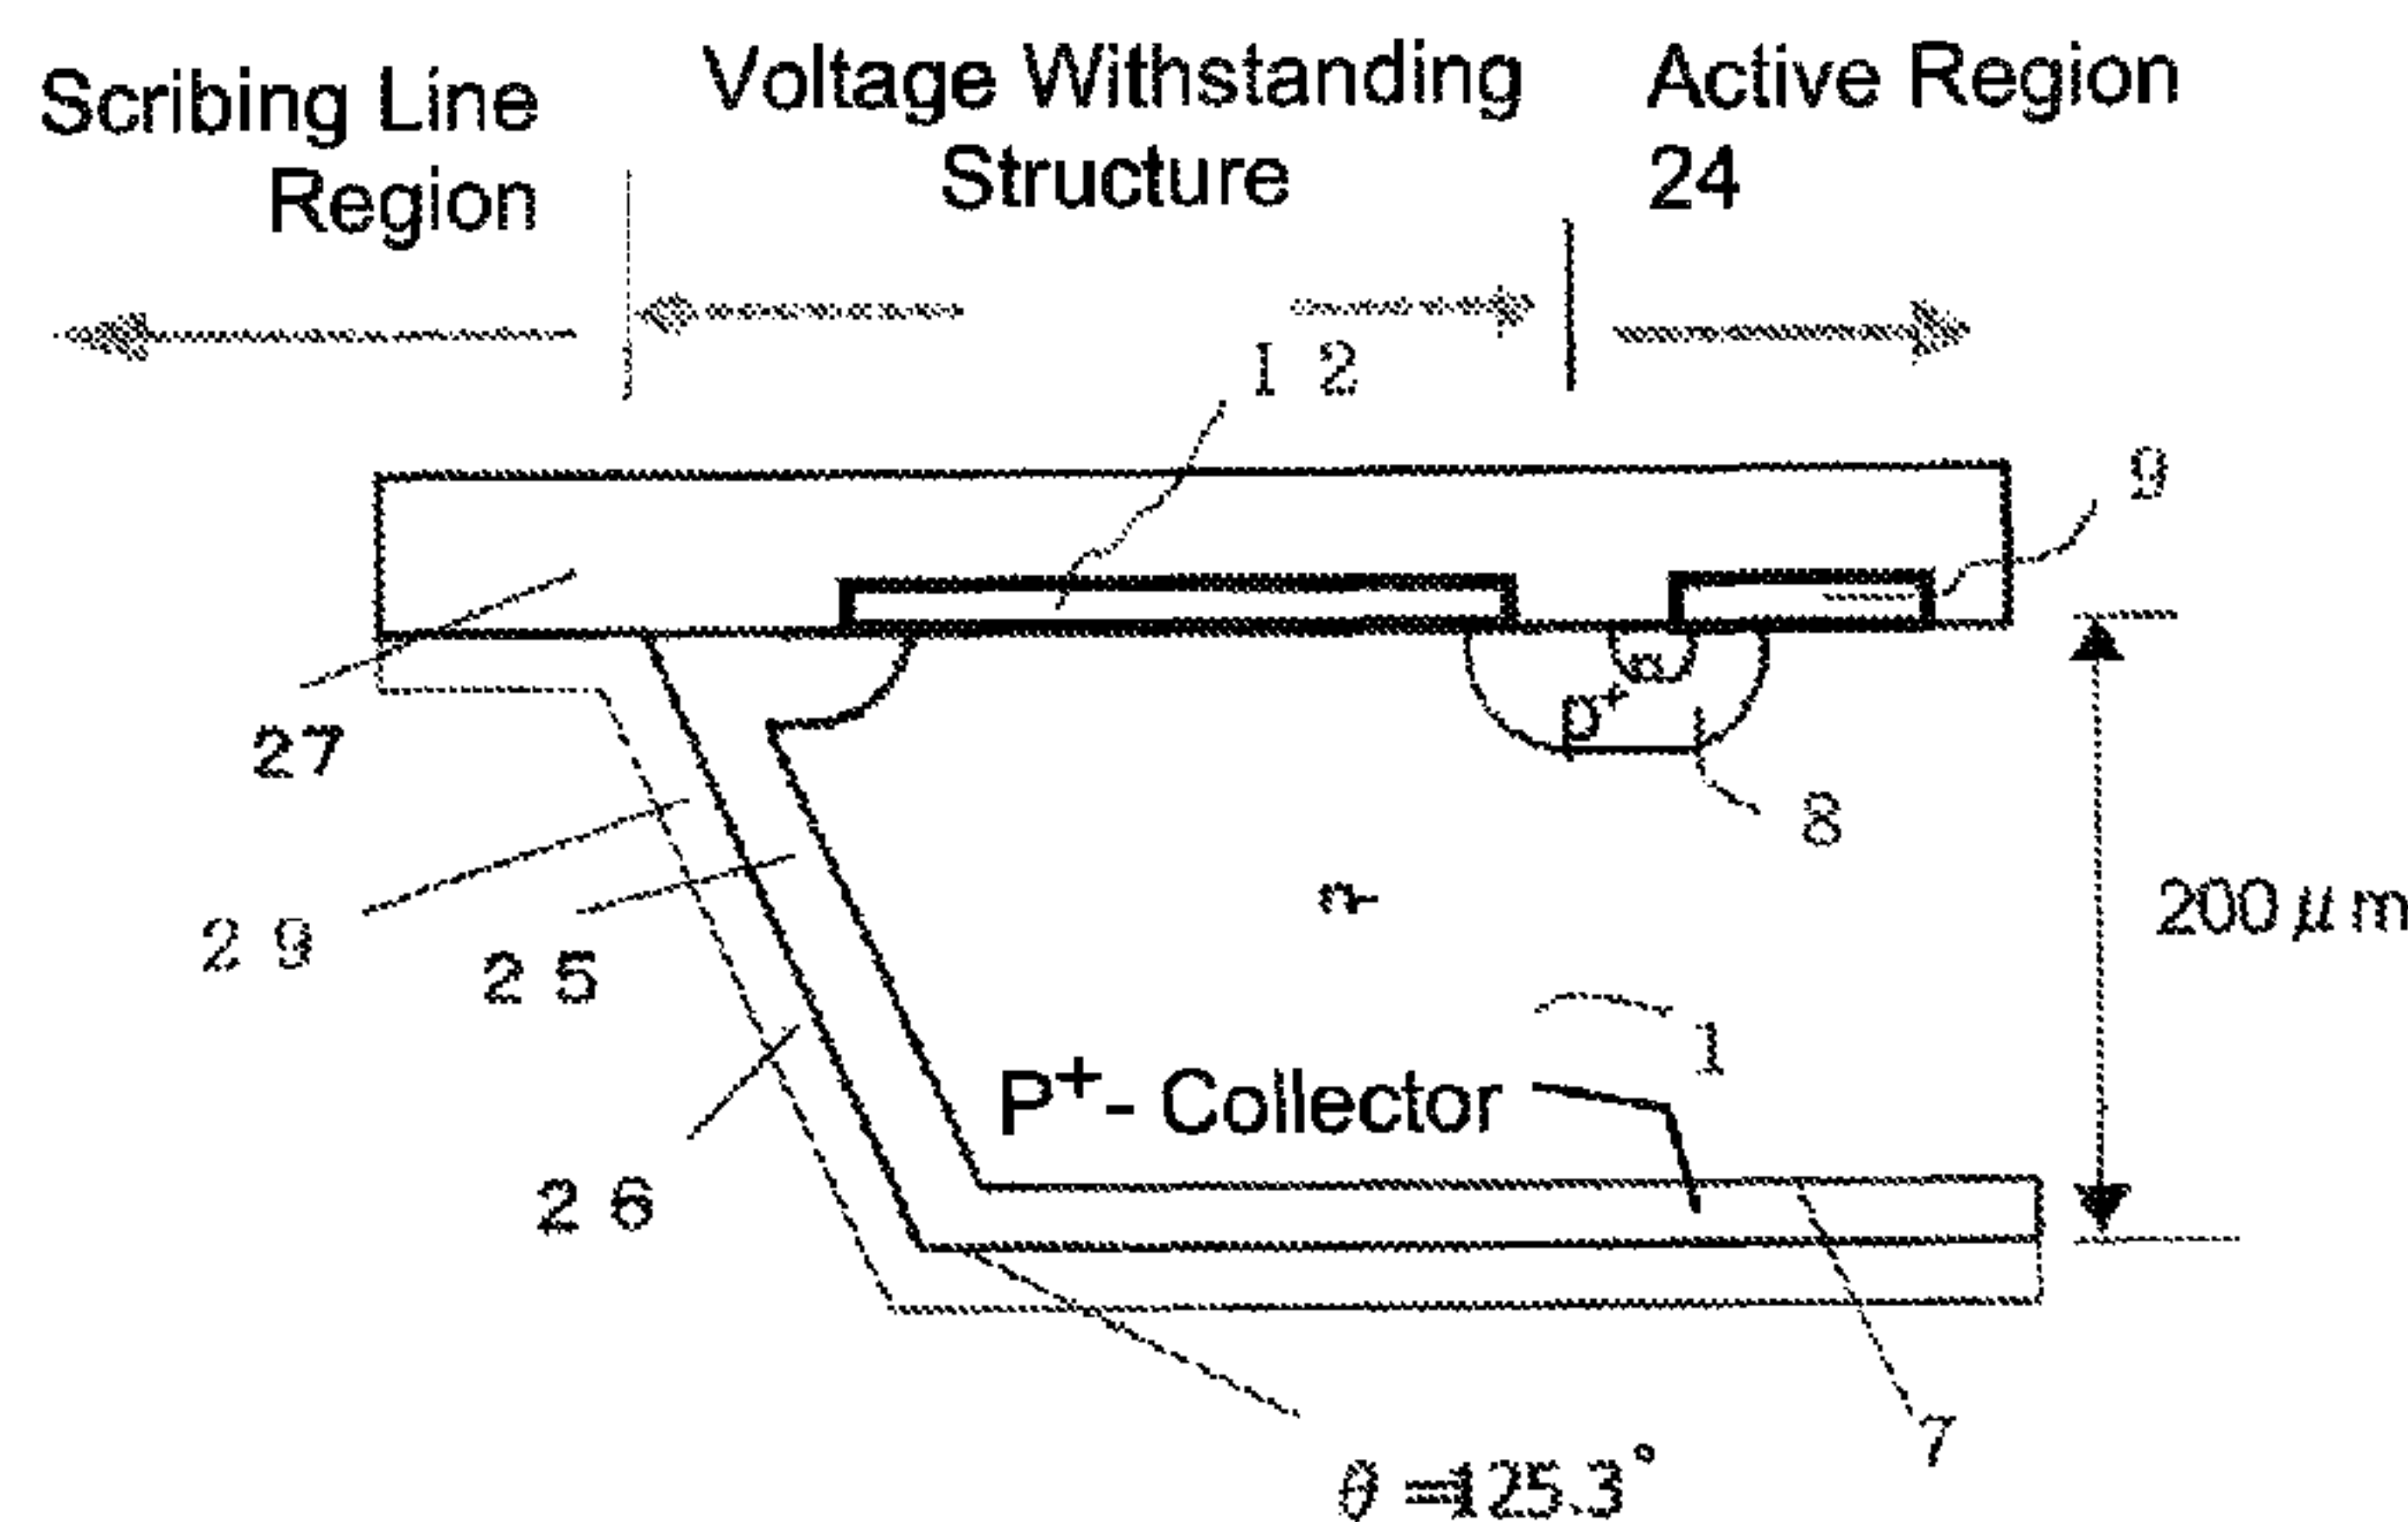 Scribing Line
Region
Voltage Withstanding
Structure
Active Region
24
12
9
27
n
p+
8
29
25
n-
200μm
1
26
P+- Collector
7
θ=125.3°